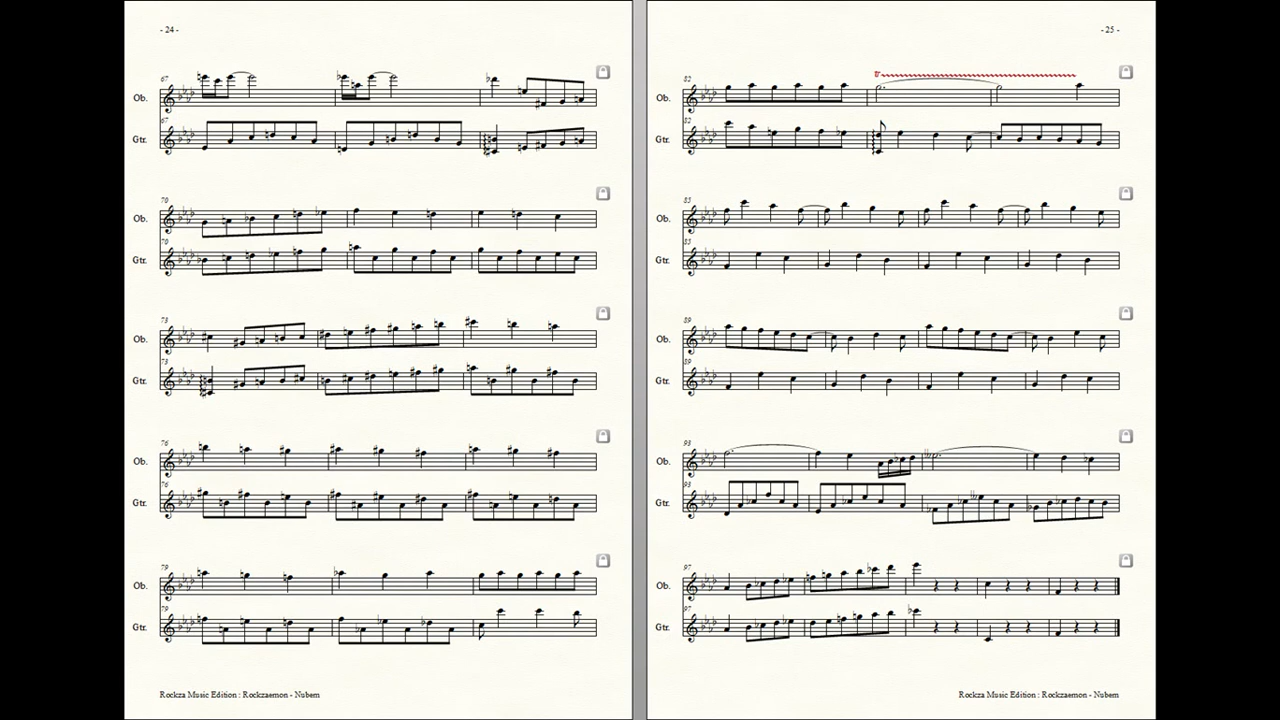 - 24 -
67
Ob.
67
Gtr.
70
Ob.
70
Gtr.
73
Ob.
73
Gtr.
76
Ob.
76
Gtr.
79
Ob.
79
Gtr.
Rockza Music Edition : Rockzaemon - Nubem
- 25 -
82
Ob.
82
Gtr.
85
Ob.
85
Gtr.
89
Ob.
89
Gtr.
93
Ob.
93
Gtr.
97
Ob.
97
Gtr.
Rockza Music Edition : Rockzaemon - Nubem